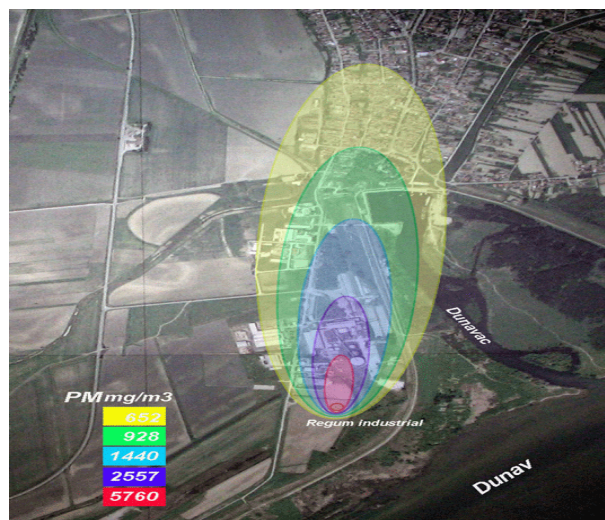 Dunavac
PM mg/m3
652
928
1440
2557
5760
Regum industrial
Dunav